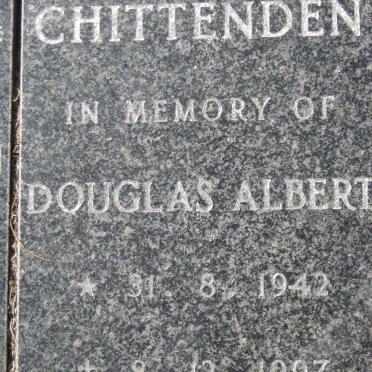 CHITTENDEN
IN MEMORY OF
DOUGLAS ALBERT
★ 31 8 1942